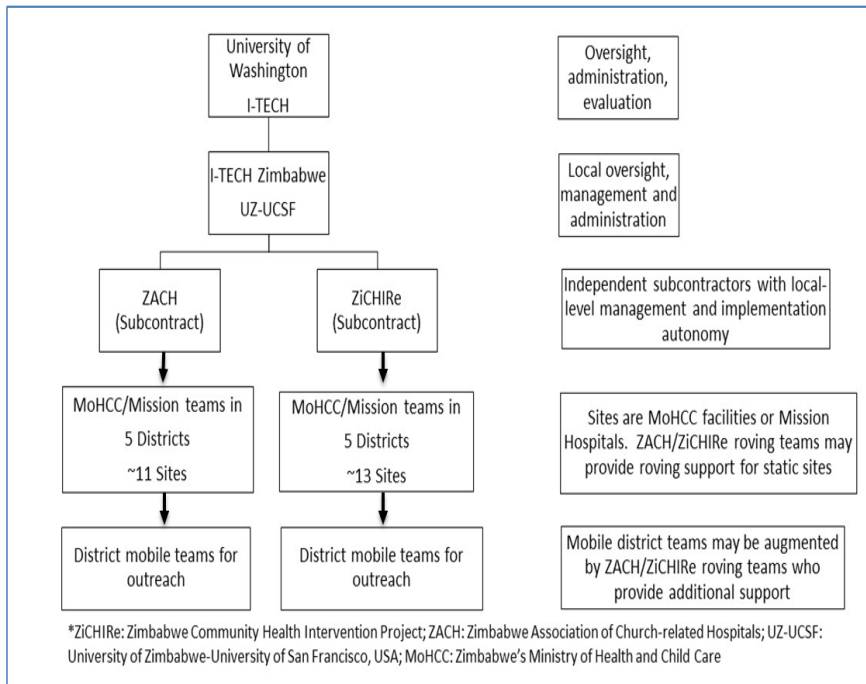 University of
Washington
I-TECH
Oversight,
administration,
evaluation
I-TECH Zimbabwe
UZ-UCSF
Local oversight,
management and
administration
ZACH
(Subcontract)
ZiCHIRe
(Subcontract)
Independent subcontractors with local-
level management and implementation
autonomy
MoHCC/Mission teams in
5 Districts
~11 Sites
MoHCC/Mission teams in
5 Districts
~13 Sites
Sites are MoHCC facilities or Mission
Hospitals. ZACH/ZiCHIRe roving teams may
provide roving support for static sites
District mobile teams for
outreach
District mobile teams for
outreach
Mobile district teams may be augmented
by ZACH/ZiCHIRe roving teams who
provide additional support
*ZiCHIRe: Zimbabwe Community Health Intervention Project; ZACH: Zimbabwe Association of Church-related Hospitals; UZ-UCSF:
University of Zimbabwe-University of San Francisco, USA; MoHCC: Zimbabwe's Ministry of Health and Child Care